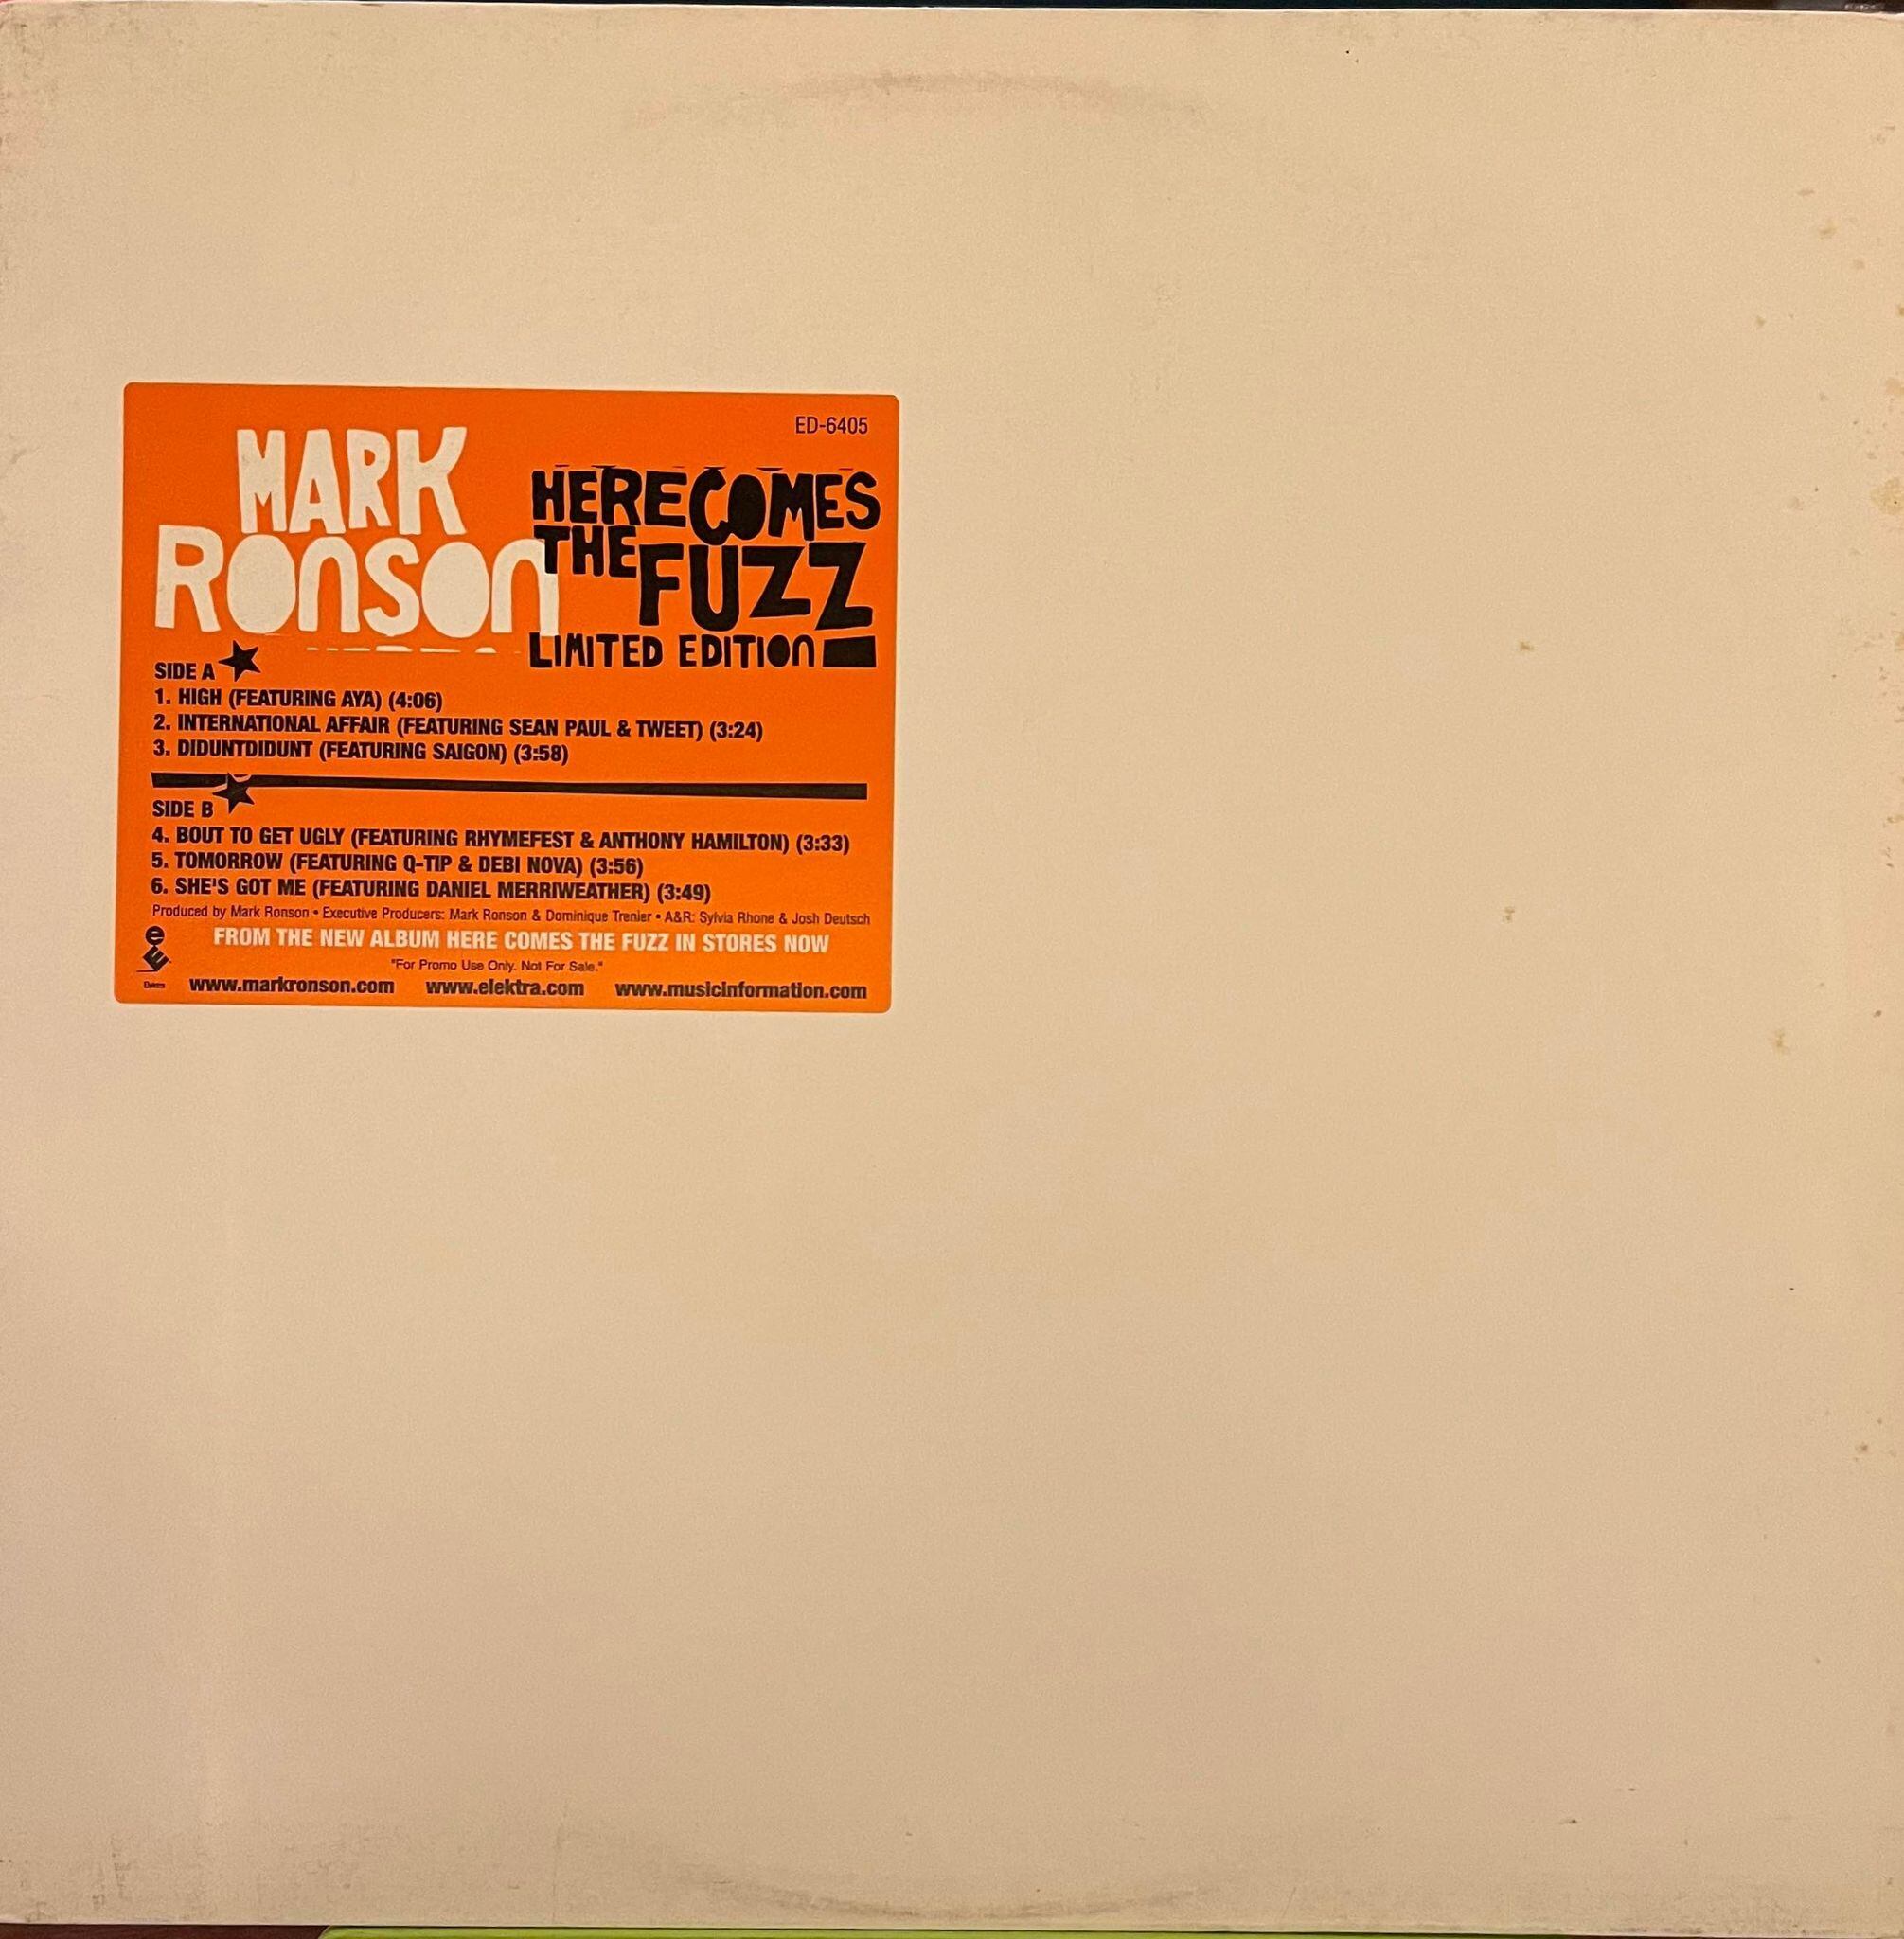 ED-6405
MARK
RONSON
HERE COMES
THE FUZZ
LIMITED EDITION
SIDE A
1. HIGH (FEATURING AYA) (4:06)
2. INTERNATIONAL AFFAIR (FEATURING SEAN PAUL & TWEET) (3:24)
3. DIDUNTDIDUNT (FEATURING SAIGON) (3:58)
SIDE B
4. BOUT TO GET UGLY (FEATURING RHYMEFEST & ANTHONY HAMILTON) (3:33)
5. TOMORROW (FEATURING Q-TIP & DEBI NOVA) (3:56)
6. SHE'S GOT ME (FEATURING DANIEL MERRIWEATHER) (3:49)
Produced by Mark Ronson • Executive Producers: Mark Ronson & Dominique Trenier • A&R: Sylvia Rhone & Josh Deutsch
FROM THE NEW ALBUM HERE COMES THE FUZZ IN STORES NOW
"For Promo Use Only. Not For Sale."
www.markronson.com www.elektra.com www.musicinformation.com